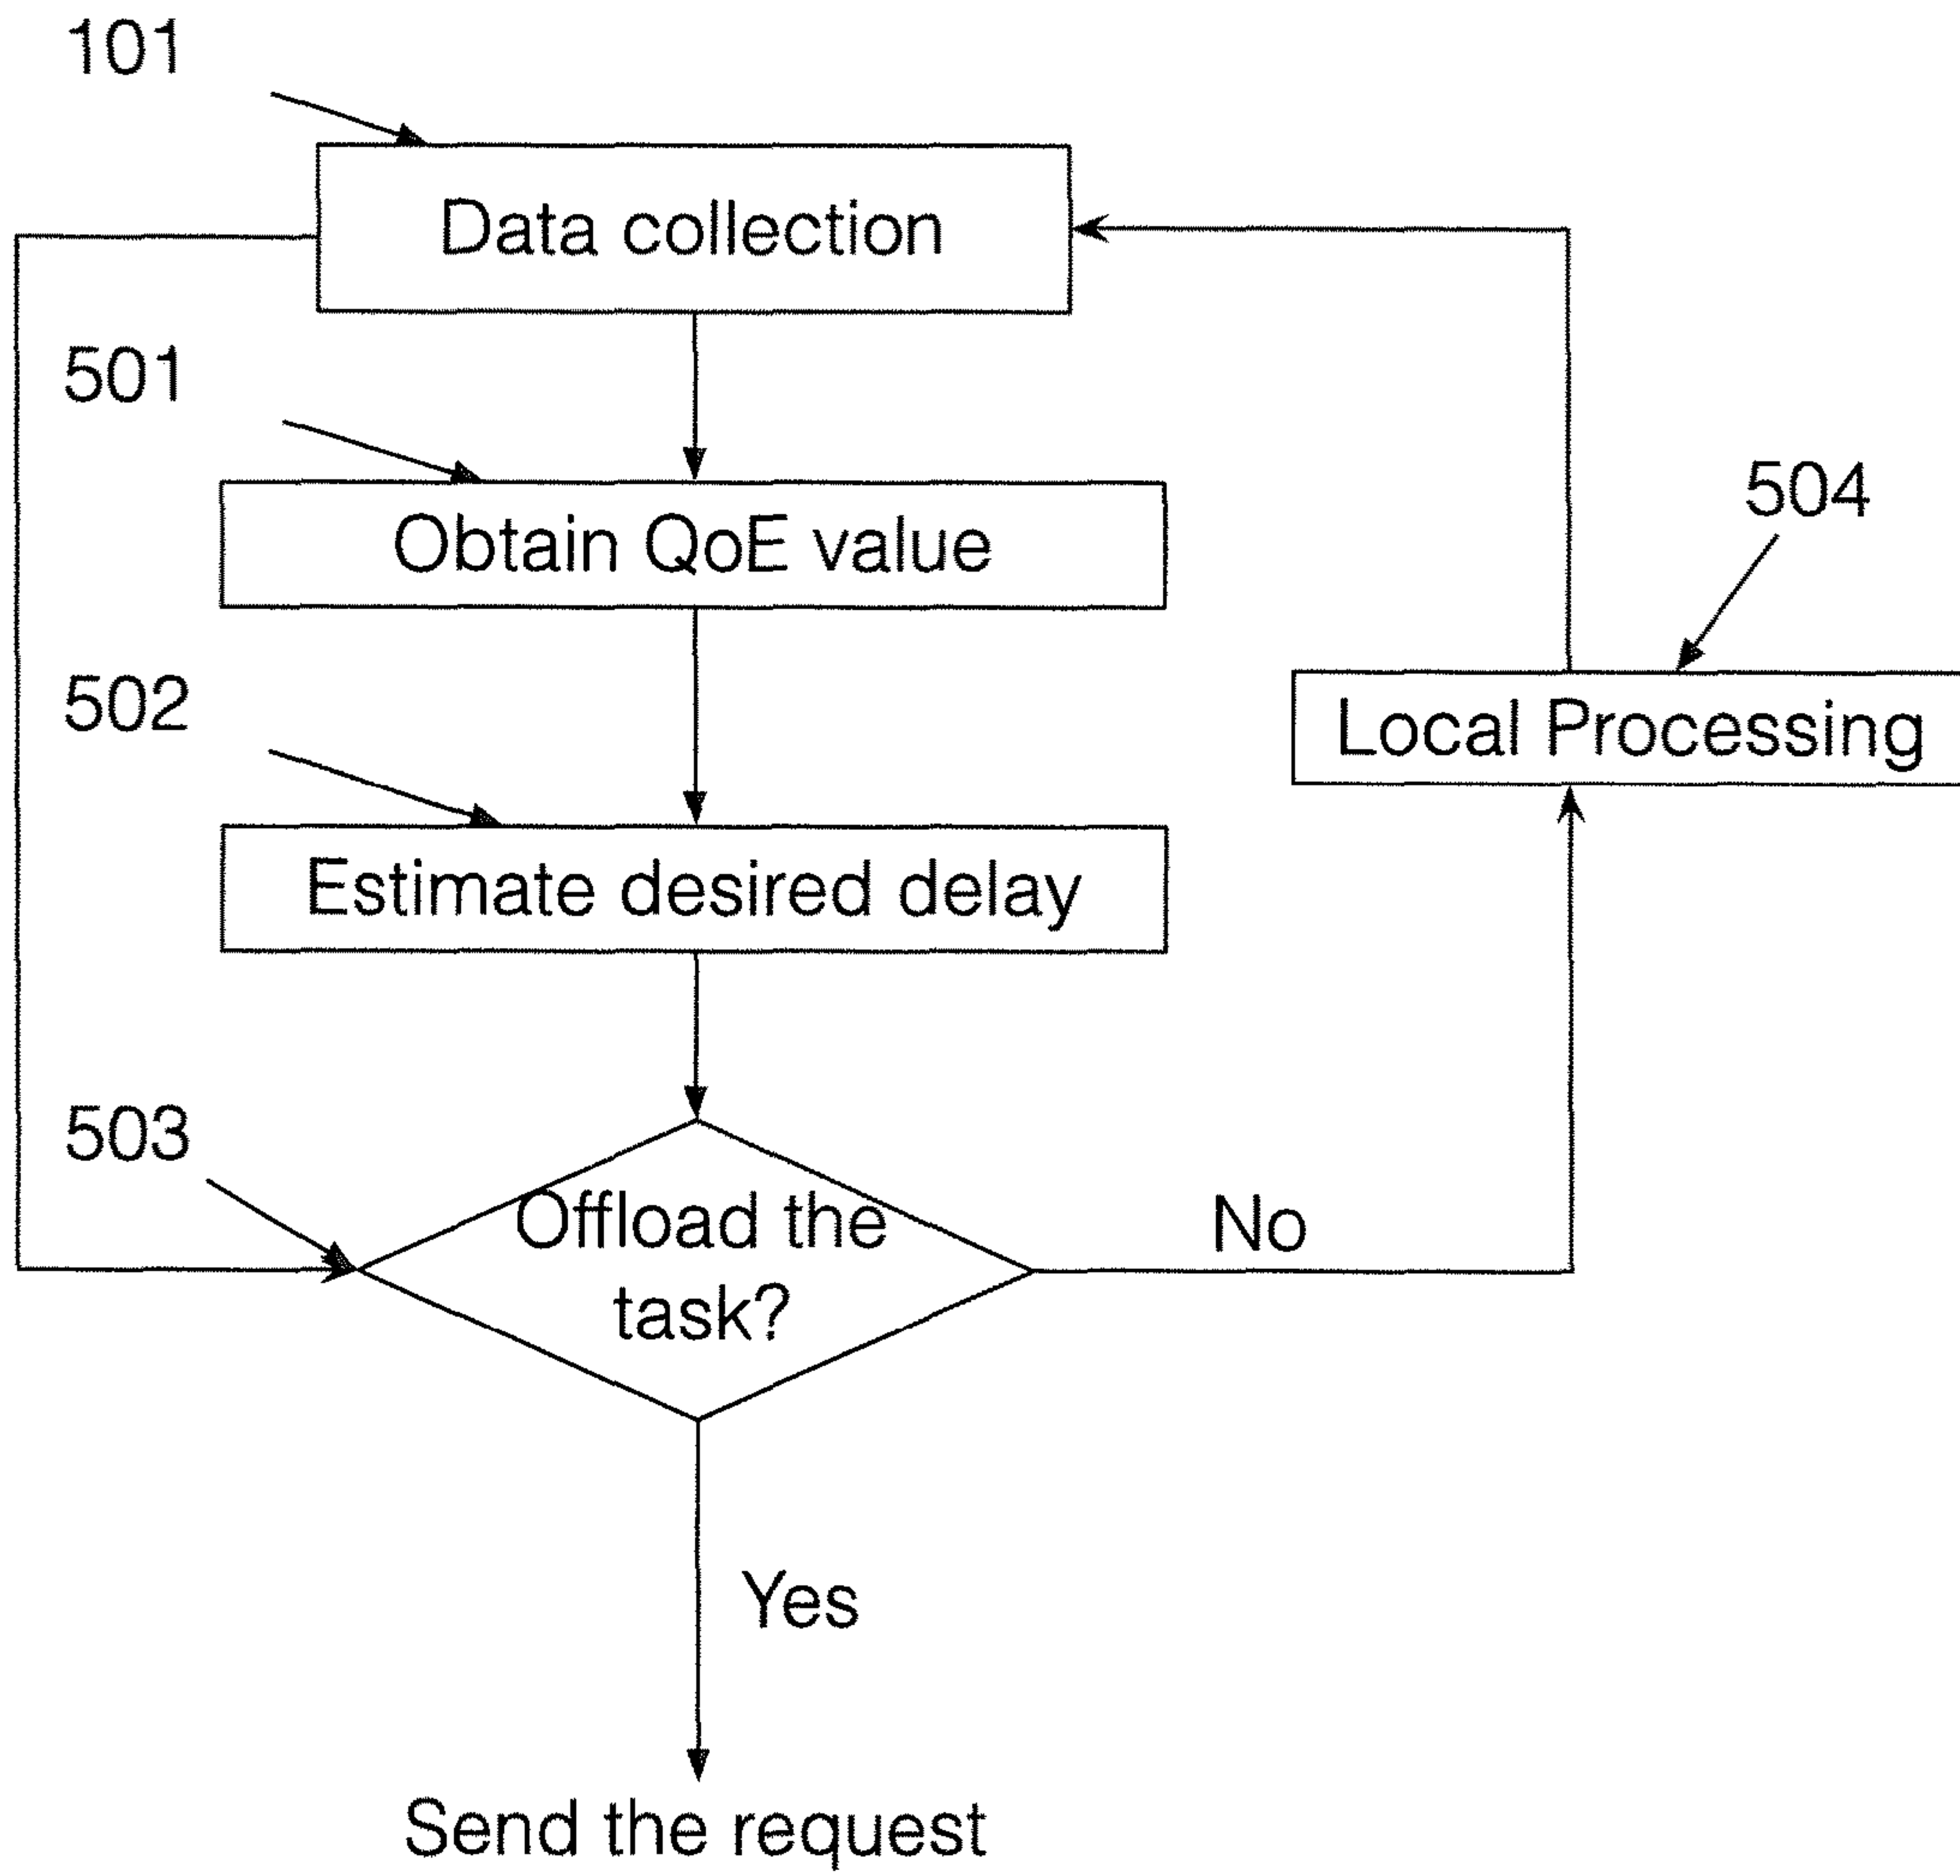 101
Data collection
501
Obtain QoE value
504
502
Local Processing
Estimate desired delay
503
Offload the
task?
No
Yes
Send the request